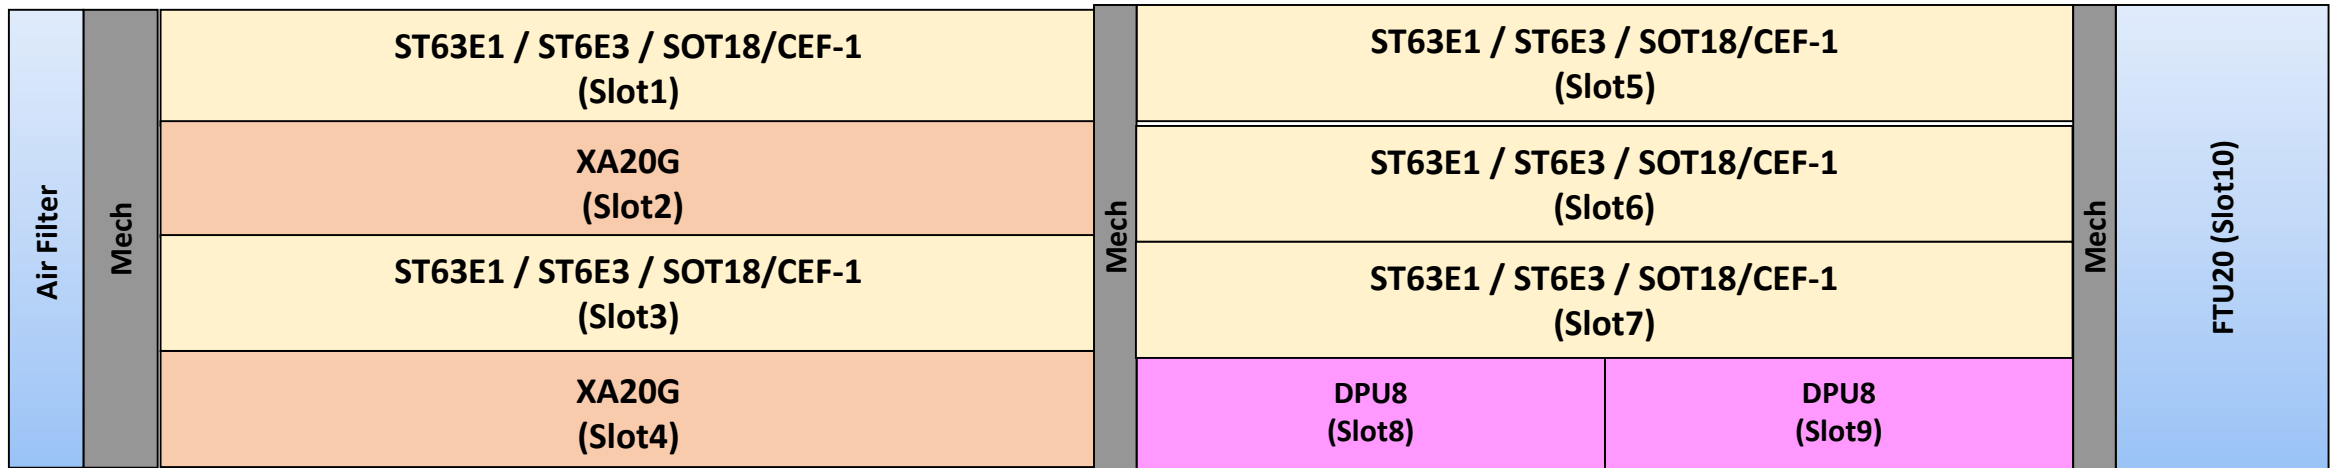 Air Filter
Mech
ST63E1 / ST6E3 / SOT18/CEF-1
(Slot1)
XA20G
(Slot2)
ST63E1 / ST6E3 / SOT18/CEF-1
(Slot3)
XA20G
(Slot4)
Mech
ST63E1 / ST6E3 / SOT18/CEF-1
(Slot5)
ST63E1 / ST6E3 / SOT18/CEF-1
(Slot6)
ST63E1 / ST6E3 / SOT18/CEF-1
(Slot7)
DPU8
(Slot8)
DPU8
(Slot9)
Mech
FTU20 (Slot10)